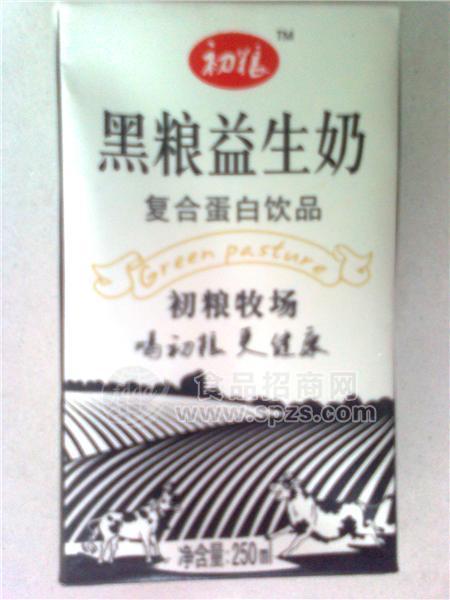 初粮 TM
黑粮益生奶
复合蛋白饮品
Green pasture
初粮牧场
喝初粮更健康
食品招商网
www.spzs.com
净含量:250ml